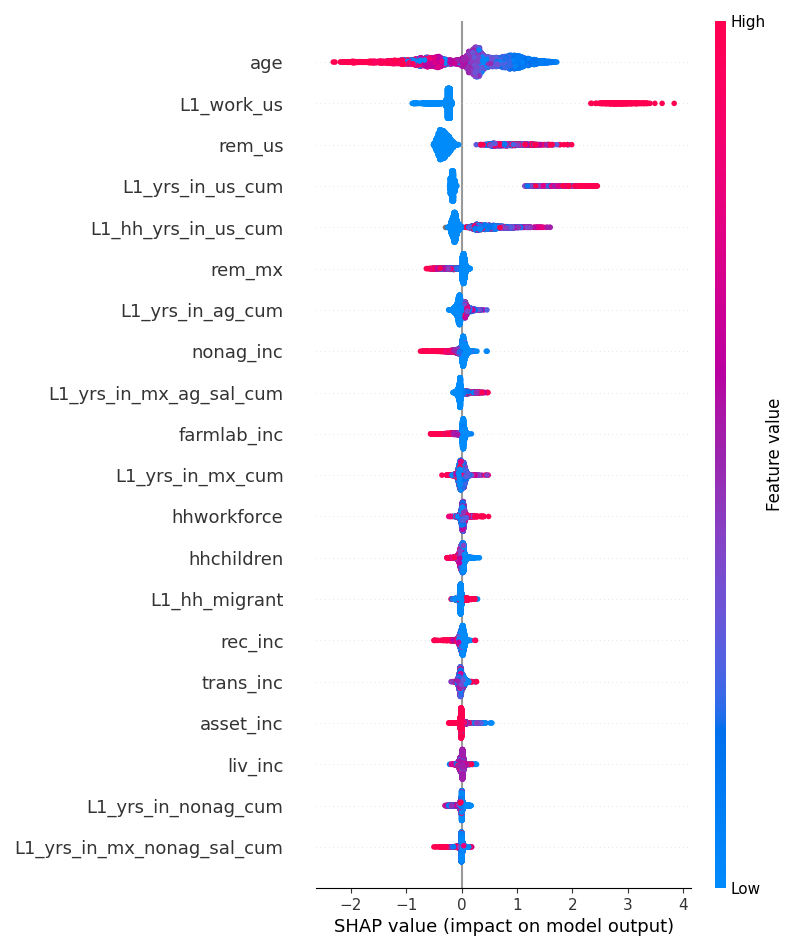 High
age
L1_work_us
rem_us
L1_yrs_in_us_cum
L1_hh_yrs_in_us_cum
rem_mx
L1_yrs_in_ag_cum
nonag_inc
L1_yrs_in_mx_ag_sal_cum
farmlab_inc
L1_yrs_in_mx_cum
hhworkforce
hhchildren
L1_hh_migrant
rec_inc
trans_inc
asset_inc
liv_inc
L1_yrs_in_nonag_cum
L1_yrs_in_mx_nonag_sal_cum
Feature value
Low
−2 −1 0 1 2 3 4
SHAP value (impact on model output)